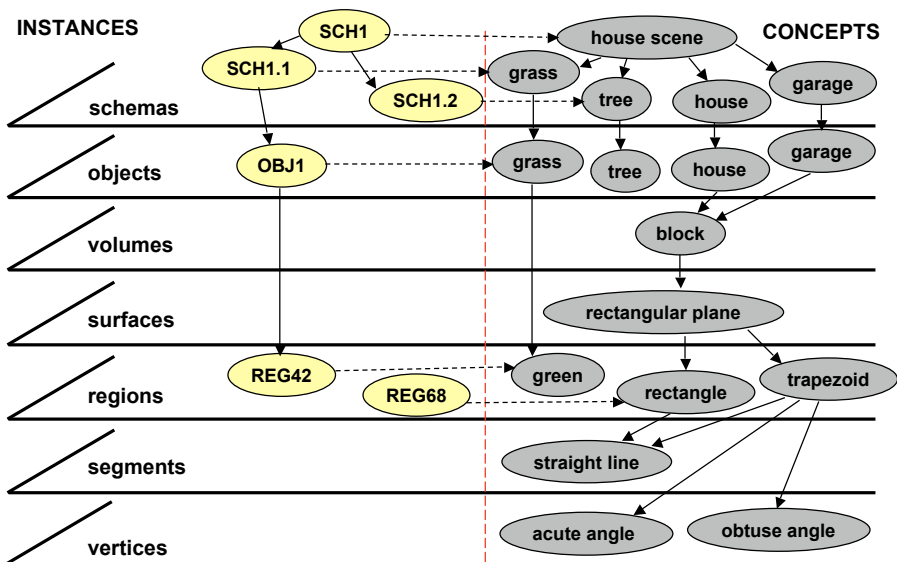 INSTANCES
CONCEPTS
SCH1
house scene
SCH1.1
grass
garage
SCH1.2
tree
house
schemas
OBJ1
grass
tree
house
garage
objects
block
volumes
rectangular plane
surfaces
REG42
green
trapezoid
REG68
rectangle
regions
straight line
segments
acute angle
obtuse angle
vertices